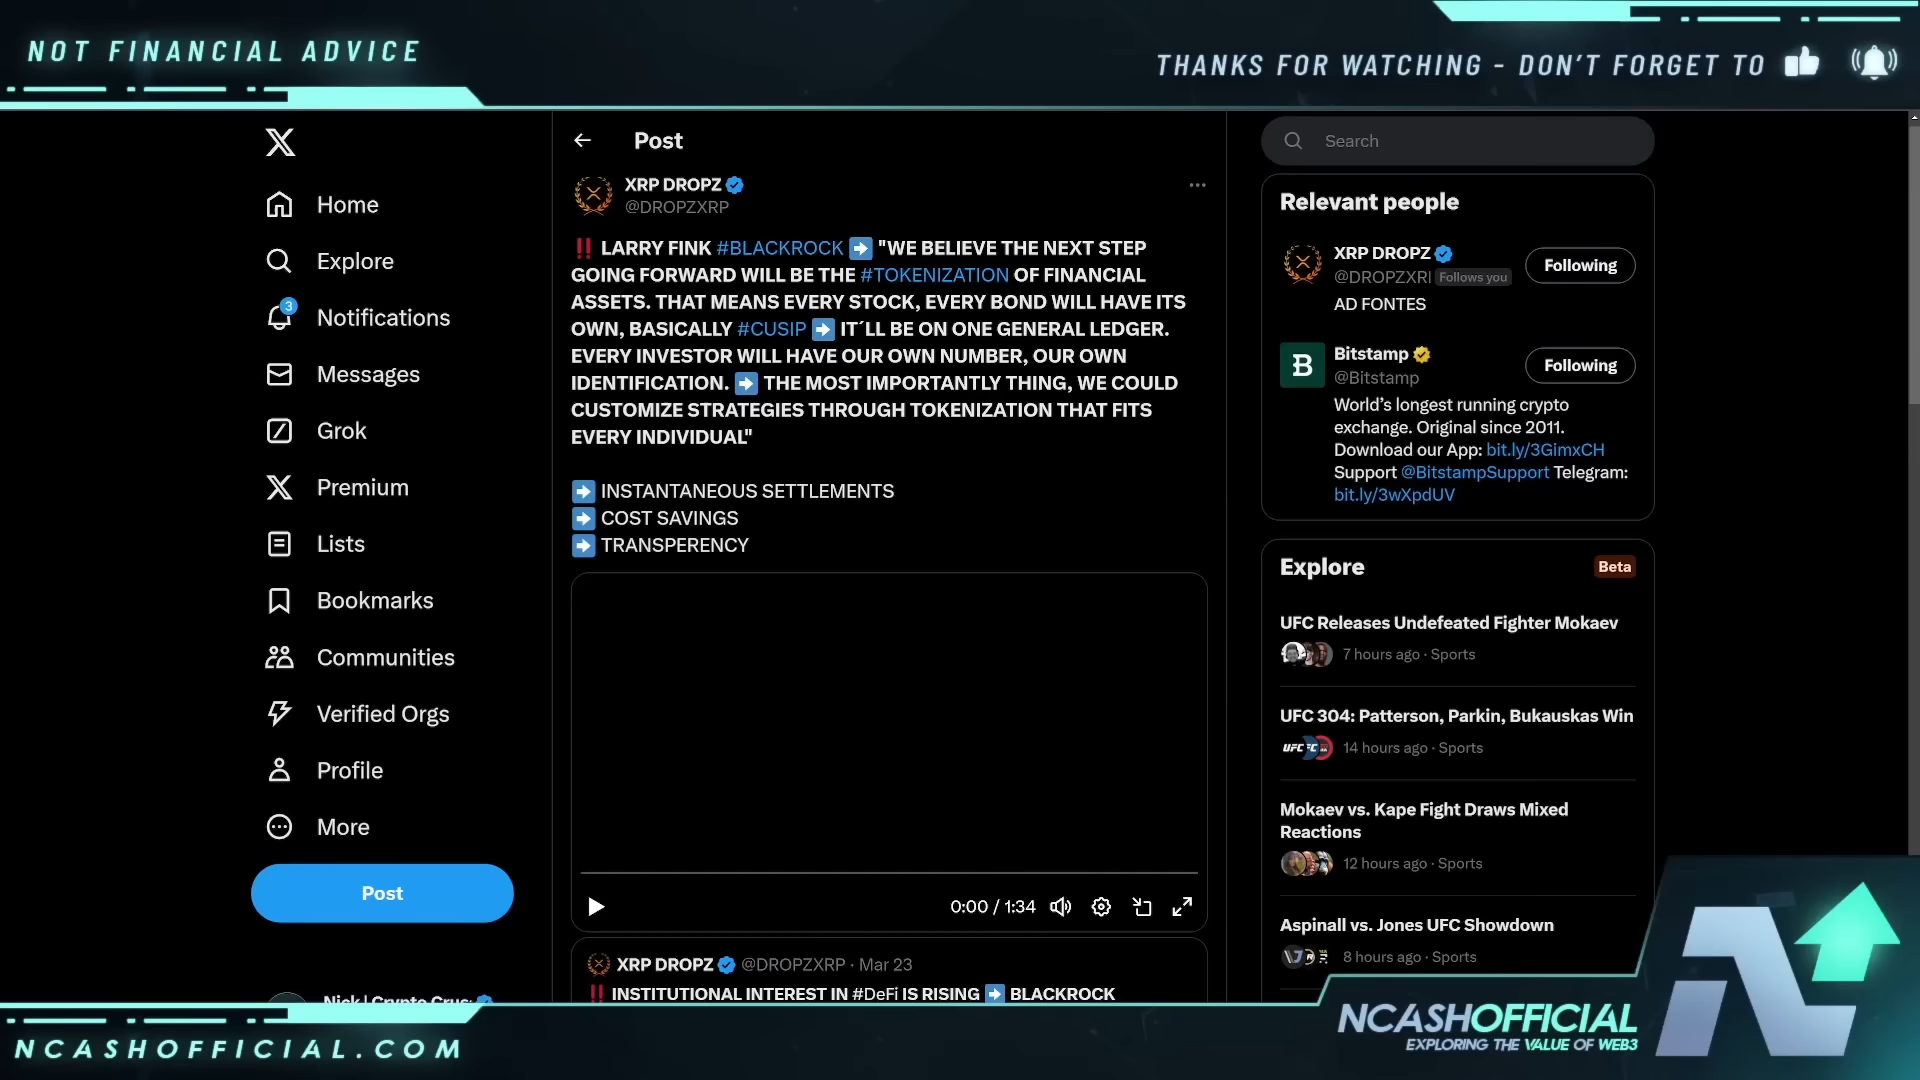 NOT FINANCIAL ADVICE
THANKS FOR WATCHING - DON'T FORGET TO
Home
Explore
3
Notifications
Messages
Grok
Premium
Lists
Bookmarks
Communities
Verified Orgs
Profile
More
Post
Post
XRP DROPZ
@DROPZXRP
‼️ LARRY FINK #BLACKROCK ➡️ "WE BELIEVE THE NEXT STEP
GOING FORWARD WILL BE THE #TOKENIZATION OF FINANCIAL
ASSETS. THAT MEANS EVERY STOCK, EVERY BOND WILL HAVE ITS
OWN, BASICALLY #CUSIP ➡️ IT´LL BE ON ONE GENERAL LEDGER.
EVERY INVESTOR WILL HAVE OUR OWN NUMBER, OUR OWN
IDENTIFICATION. ➡️ THE MOST IMPORTANTLY THING, WE COULD
CUSTOMIZE STRATEGIES THROUGH TOKENIZATION THAT FITS
EVERY INDIVIDUAL"
➡️ INSTANTANEOUS SETTLEMENTS
➡️ COST SAVINGS
➡️ TRANSPERENCY
0:00 / 1:34
XRP DROPZ @DROPZXRP · Mar 23
‼️ INSTITUTIONAL INTEREST IN #DeFi IS RISING ➡️ BLACKROCK
Search
Relevant people
XRP DROPZ
@DROPZXRI Follows you
Following
AD FONTES
Bitstamp
@Bitstamp
Following
World's longest running crypto
exchange. Original since 2011.
Download our App: bit.ly/3GimxCH
Support @BitstampSupport Telegram:
bit.ly/3wXpdUV
Explore
Beta
UFC Releases Undefeated Fighter Mokaev
7 hours ago · Sports
UFC 304: Patterson, Parkin, Bukauskas Win
14 hours ago · Sports
Mokaev vs. Kape Fight Draws Mixed
Reactions
12 hours ago · Sports
Aspinall vs. Jones UFC Showdown
8 hours ago · Sports
NCASHOFFICIAL.COM
NCASHOFFICIAL
EXPLORING THE VALUE OF WEB3